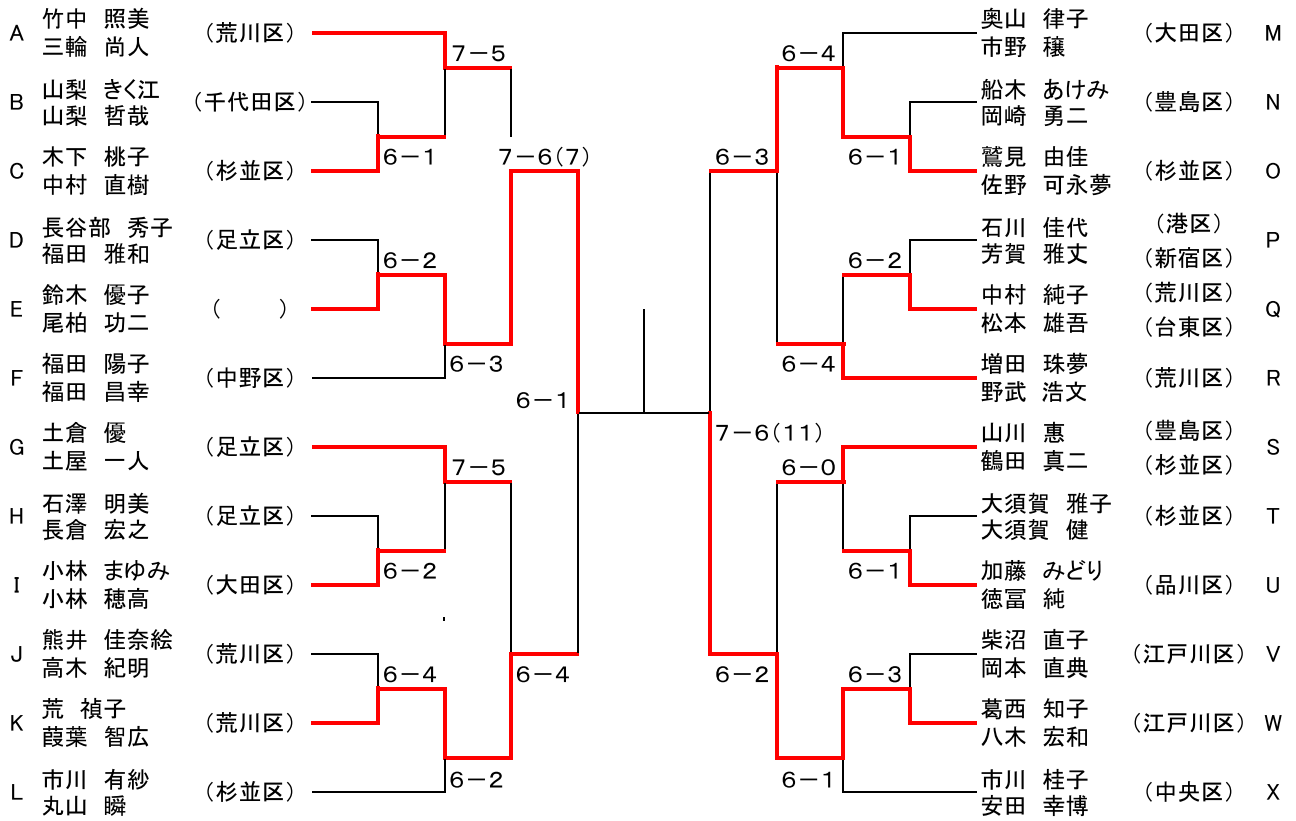 A 竹中 照美 (荒川区)
三輪 尚人
B 山梨 きく江 (千代田区)
山梨 哲哉
C 木下 桃子 (杉並区)
中村 直樹
D 長谷部 秀子 (足立区)
福田 雅和
E 鈴木 優子 ( )
尾柏 功二
F 福田 陽子 (中野区)
福田 昌幸
G 土倉 優 (足立区)
土屋 一人
H 石澤 明美 (足立区)
長倉 宏之
I 小林 まゆみ (大田区)
小林 穂高
J 熊井 佳奈絵 (荒川区)
高木 紀明
K 荒 禎子 (荒川区)
葭葉 智広
L 市川 有紗 (杉並区)
丸山 瞬
7-5
6-1
7-6(7)
6-2
6-3
6-1
7-5
6-2
6-4
6-4
6-2
6-4
6-3
6-1
6-2
6-4
7-6(11)
6-0
6-1
6-2
6-3
6-1
奥山 律子 (大田区) M
市野 穣
船木 あけみ (豊島区) N
岡崎 勇二
鷲見 由佳 (杉並区) O
佐野 可永夢
石川 佳代 (港区) P
芳賀 雅丈 (新宿区)
中村 純子 (荒川区) Q
松本 雄吾 (台東区)
増田 珠夢 (荒川区) R
野武 浩文
山川 惠 (豊島区) S
鶴田 真二 (杉並区)
大須賀 雅子 (杉並区) T
大須賀 健
加藤 みどり (品川区) U
徳冨 純
柴沼 直子 (江戸川区) V
岡本 直典
葛西 知子 (江戸川区) W
八木 宏和
市川 桂子 (中央区) X
安田 幸博